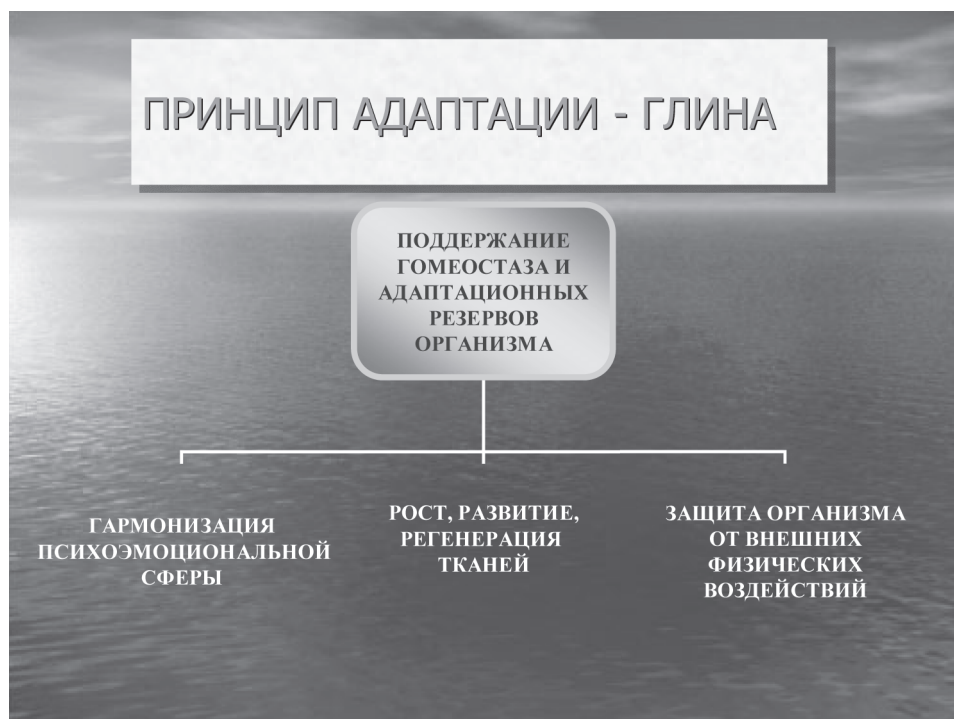 ПРИНЦИП АДАПТАЦИИ - ГЛИНА
ПОДДЕРЖАНИЕ
ГОМЕОСТАЗА И
АДАПТАЦИОННЫХ
РЕЗЕРВОВ
ОРГАНИЗМА
ГАРМОНИЗАЦИЯ
ПСИХОЭМОЦИОНАЛЬНОЙ
СФЕРЫ
РОСТ, РАЗВИТИЕ,
РЕГЕНЕРАЦИЯ
ТКАНЕЙ
ЗАЩИТА ОРГАНИЗМА
ОТ ВНЕШНИХ
ФИЗИЧЕСКИХ
ВОЗДЕЙСТВИЙ